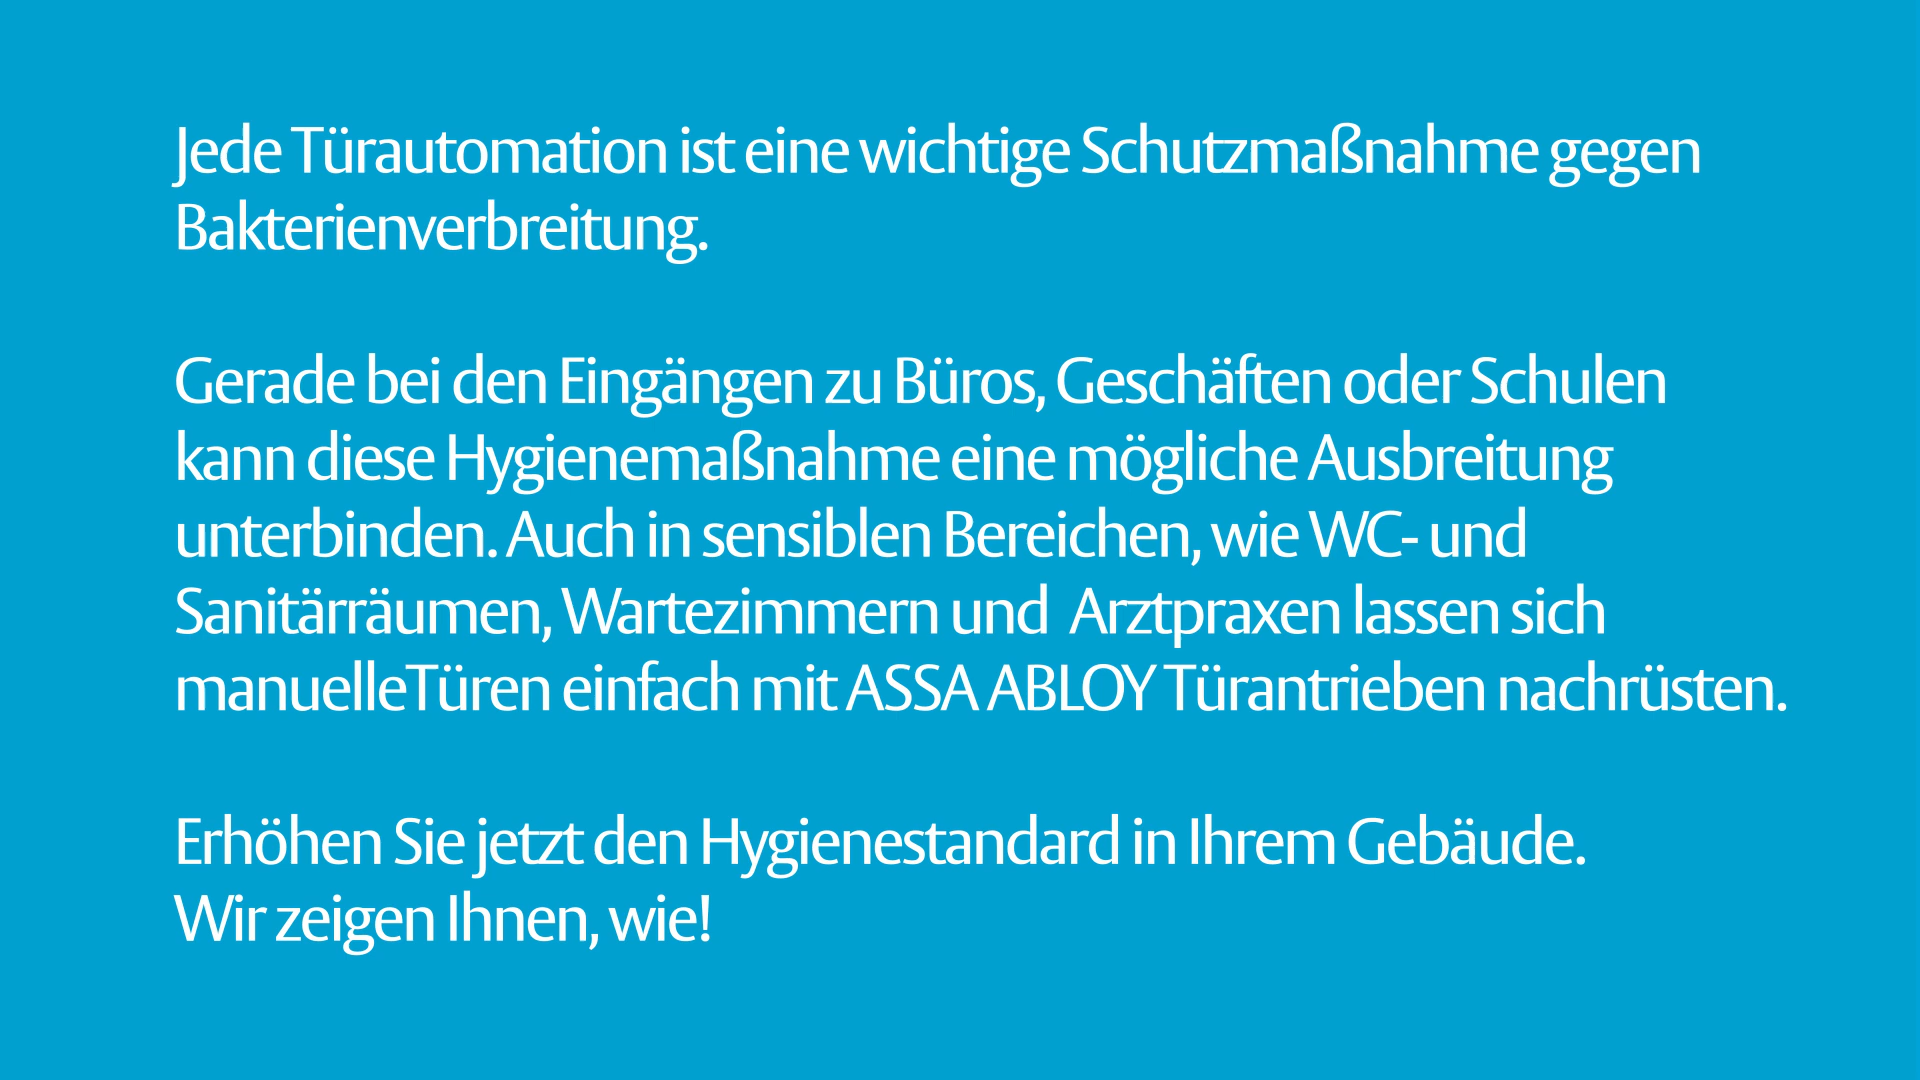 Jede Türautomation ist eine wichtige Schutzmaßnahme gegen
Bakterienverbreitung.
Gerade bei den Eingängen zu Büros, Geschäften oder Schulen
kann diese Hygienemaßnahme eine mögliche Ausbreitung
unterbinden. Auch in sensiblen Bereichen, wie WC- und
Sanitärräumen, Wartezimmern und  Arztpraxen lassen sich
manuelleTüren einfach mit ASSA ABLOY Türantrieben nachrüsten.
Erhöhen Sie jetzt den Hygienestandard in Ihrem Gebäude.
Wir zeigen Ihnen, wie!